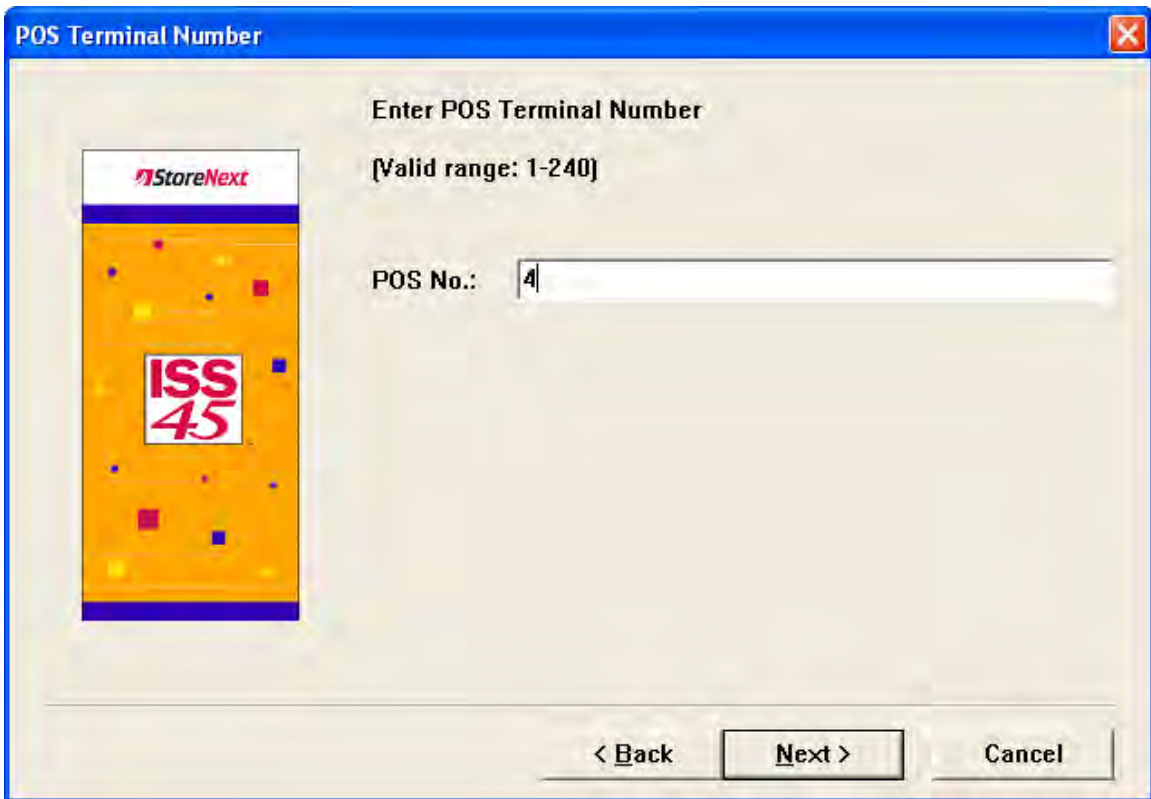 POS Terminal Number
Enter POS Terminal Number
(Valid range: 1-240)
StoreNext
POS No.: 4
ISS
45
< Back Next > Cancel